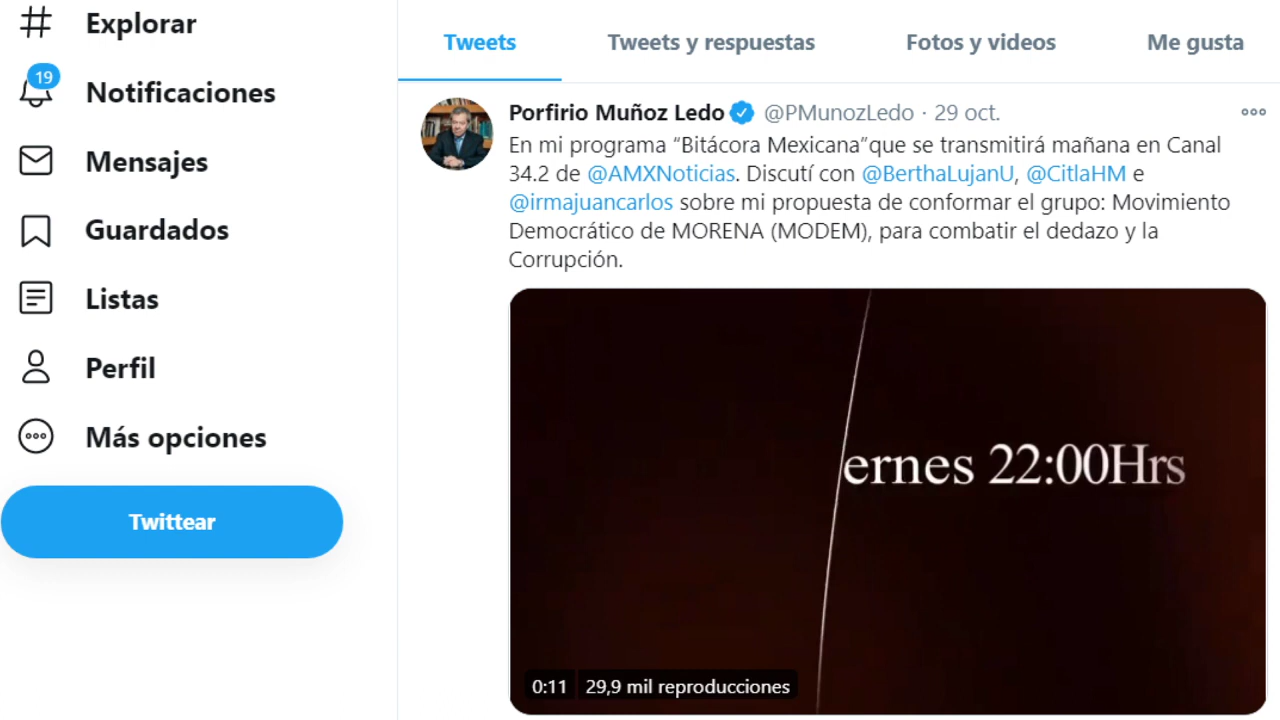 Explorar
19
Notificaciones
Mensajes
Guardados
Listas
Perfil
Más opciones
Twittear
Tweets
Tweets y respuestas
Fotos y videos
Me gusta
Porfirio Muñoz Ledo @PMunozLedo · 29 oct.
En mi programa “Bitácora Mexicana”que se transmitirá mañana en Canal
34.2 de @AMXNoticias. Discutí con @BerthaLujanU, @CitlaHM e
@irmajuancarlos sobre mi propuesta de conformar el grupo: Movimiento
Democrático de MORENA (MODEM), para combatir el dedazo y la
Corrupción.
ernes 22:00Hrs
0:11 29,9 mil reproducciones